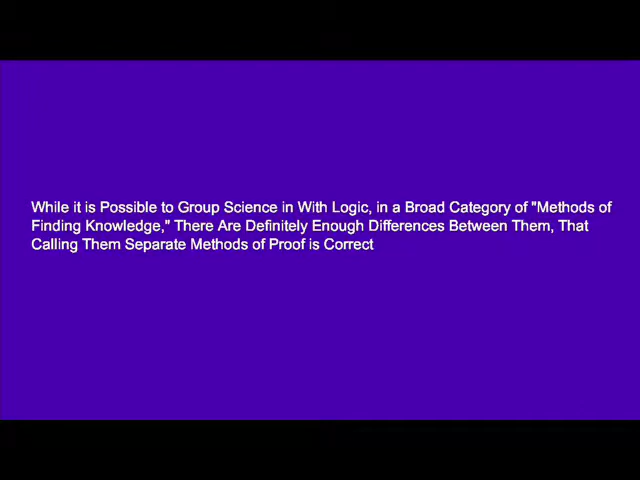 While it is Possible to Group Science in With Logic, in a Broad Category of "Methods of
Finding Knowledge," There Are Definitely Enough Differences Between Them, That
Calling Them Separate Methods of Proof is Correct